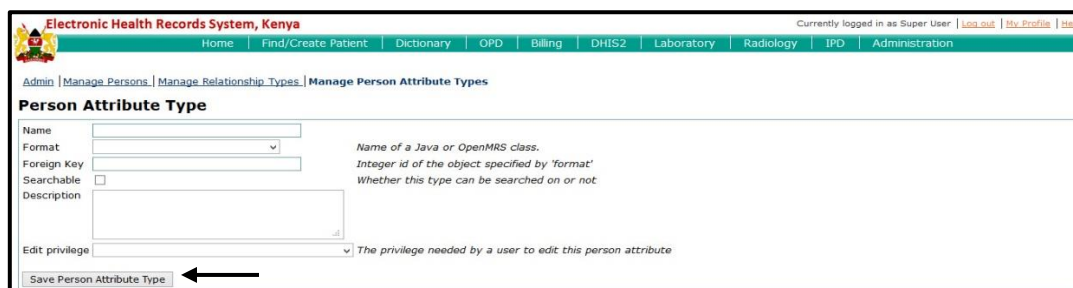 Electronic Health Records System, Kenya
Currently logged in as Super User | Log out | My Profile |
Home | Find/Create Patient | Dictionary | OPD | Billing | DHIS2 | Laboratory | Radiology | IPD | Administration
Admin | Manage Persons | Manage Relationship Types | Manage Person Attribute Types
Person Attribute Type
Name
Format Name of a Java or OpenMRS class.
Foreign Key Integer id of the object specified by 'format'
Searchable Whether this type can be searched on or not
Description
Edit privilege The privilege needed by a user to edit this person attribute
Save Person Attribute Type